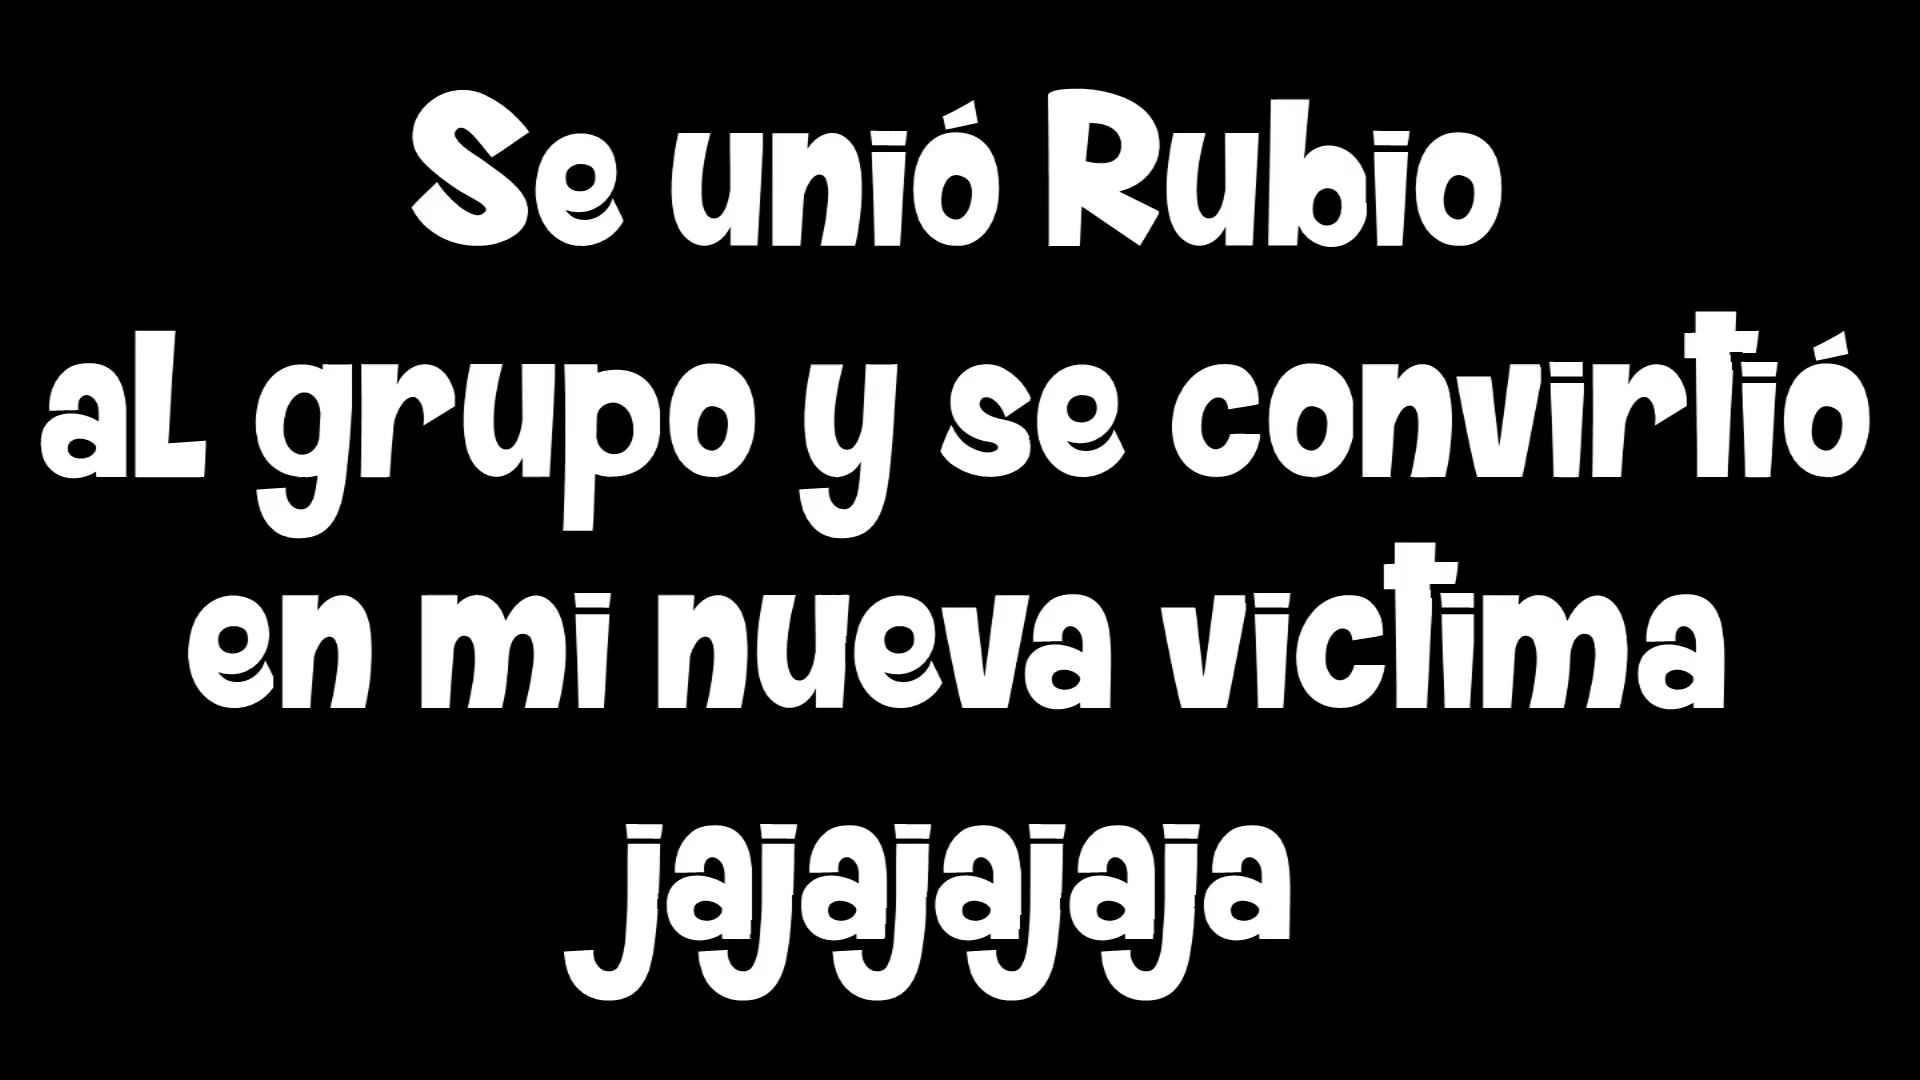 Se unió Rubio
al grupo y se convirtió
en mi nueva victima
jajajajaja